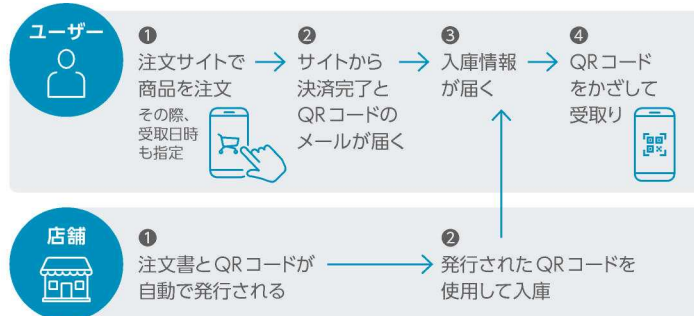 ユーザー
❶
注文サイトで
商品を注文
その際、
受取日時
も指定
❷
サイトから
決済完了と
QRコードの
メールが届く
❸
入庫情報
が届く
❹
QRコード
をかざして
受取り
店舗
❶
注文書とQRコードが
自動で発行される
❷
発行されたQRコードを
使用して入庫